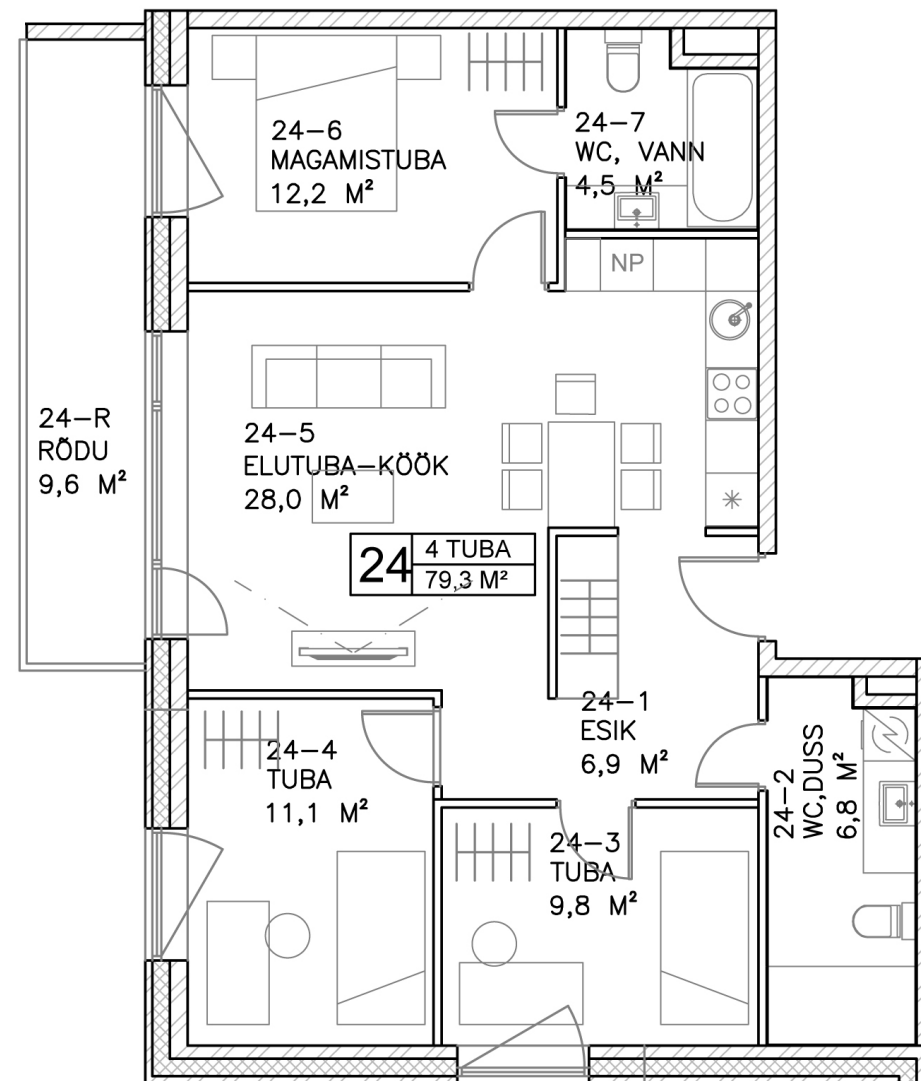 24-6
MAGAMISTUBA
12,2 M²
24-7
WC, VANN
4,5 M²
NP
24-R
RÕDU
9,6 M²
24-5
ELUTUBA-KÖÖK
28,0 M²
24
4 TUBA
79,3 M²
24-1
ESIK
6,9 M²
24-2
WC,DUSS
6,8 M²
24-4
TUBA
11,1 M²
24-3
TUBA
9,8 M²